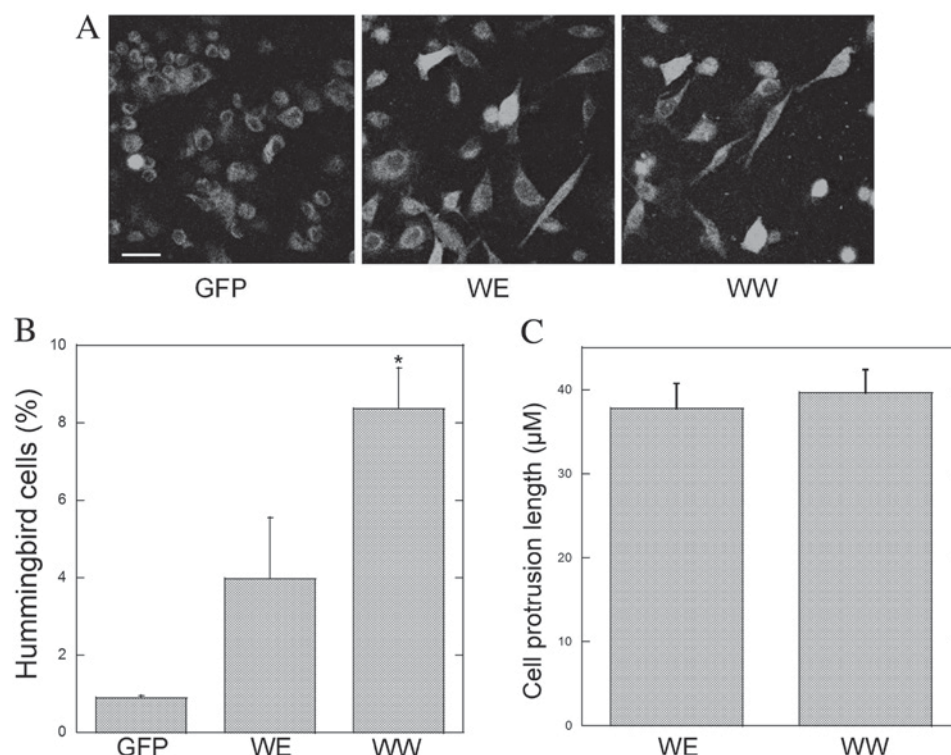 A
GFP
WE
WW
B
Hummingbird cells (%)
10
8
6
4
2
0
*
GFP
WE
WW
C
Cell protrusion length (µM)
40
30
20
10
0
WE
WW